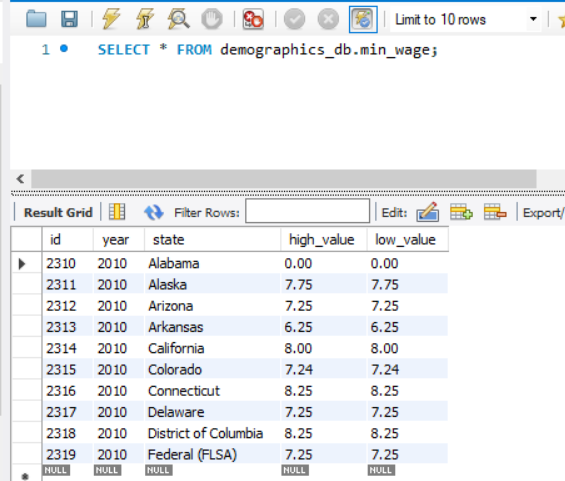 Limit to 10 rows
1 SELECT * FROM demographics_db.min_wage;
Result Grid Filter Rows: Edit: Export/
id year state high_value low_value
2310 2010 Alabama 0.00 0.00
2311 2010 Alaska 7.75 7.75
2312 2010 Arizona 7.25 7.25
2313 2010 Arkansas 6.25 6.25
2314 2010 California 8.00 8.00
2315 2010 Colorado 7.24 7.24
2316 2010 Connecticut 8.25 8.25
2317 2010 Delaware 7.25 7.25
2318 2010 District of Columbia 8.25 8.25
2319 2010 Federal (FLSA) 7.25 7.25
NULL NULL NULL NULL NULL